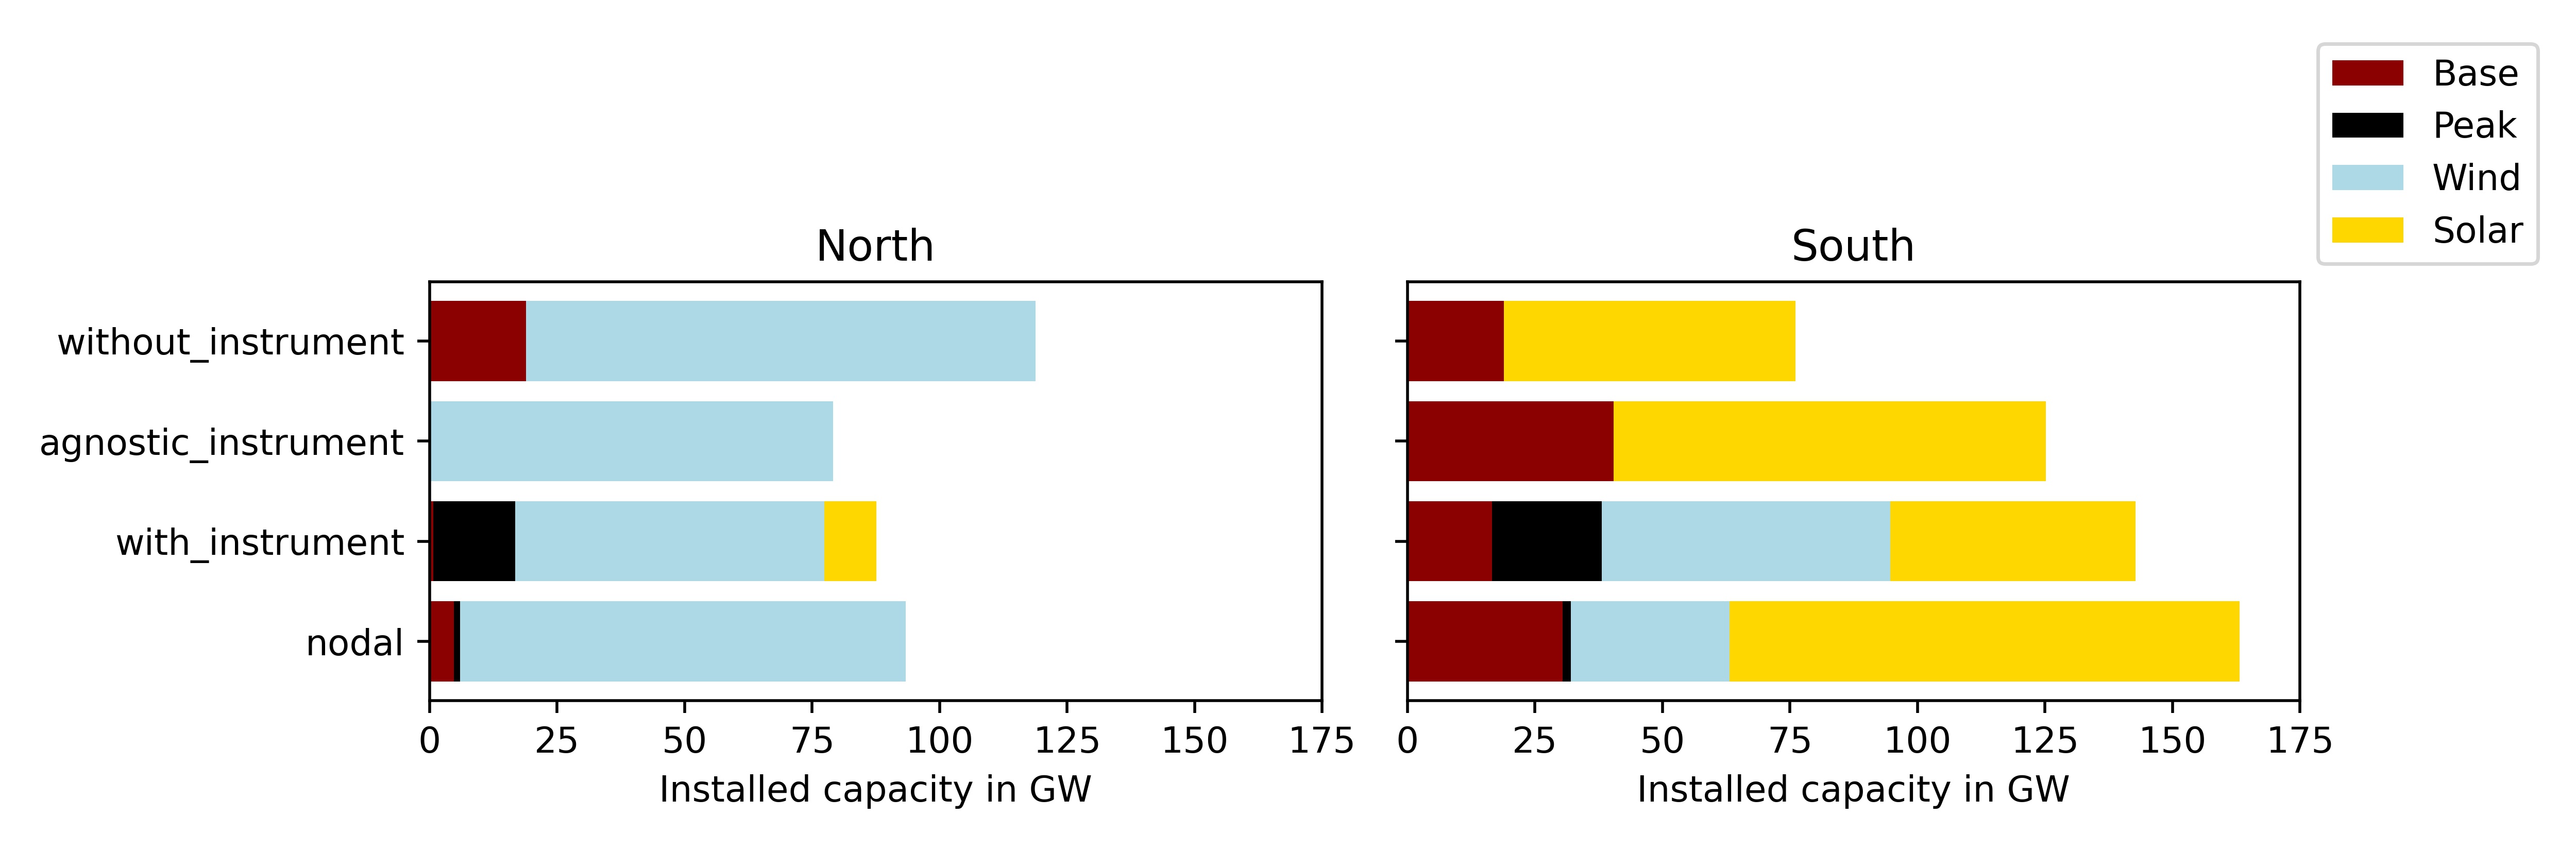 Base
Peak
Wind
Solar
North
South
without_instrument
agnostic_instrument
with_instrument
nodal
0 25 50 75 100 125 150 175
0 25 50 75 100 125 150 175
Installed capacity in GW
Installed capacity in GW